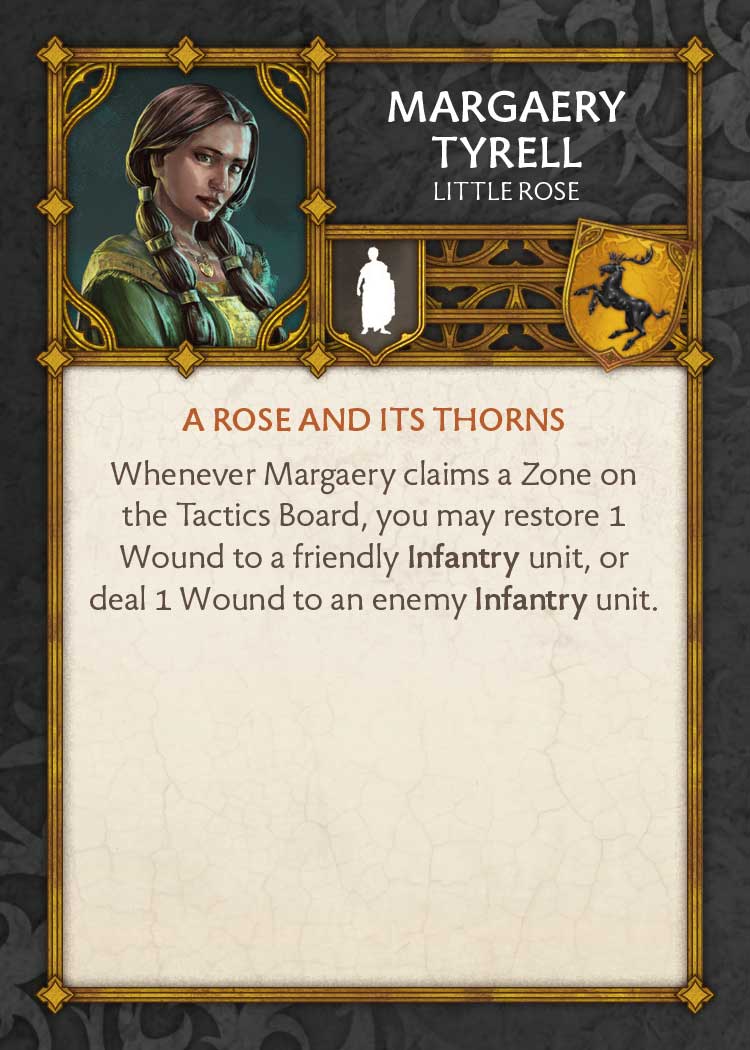 MARGAERY
TYRELL
LITTLE ROSE
A ROSE AND ITS THORNS
Whenever Margaery claims a Zone on
the Tactics Board, you may restore 1
Wound to a friendly Infantry unit, or
deal 1 Wound to an enemy Infantry unit.